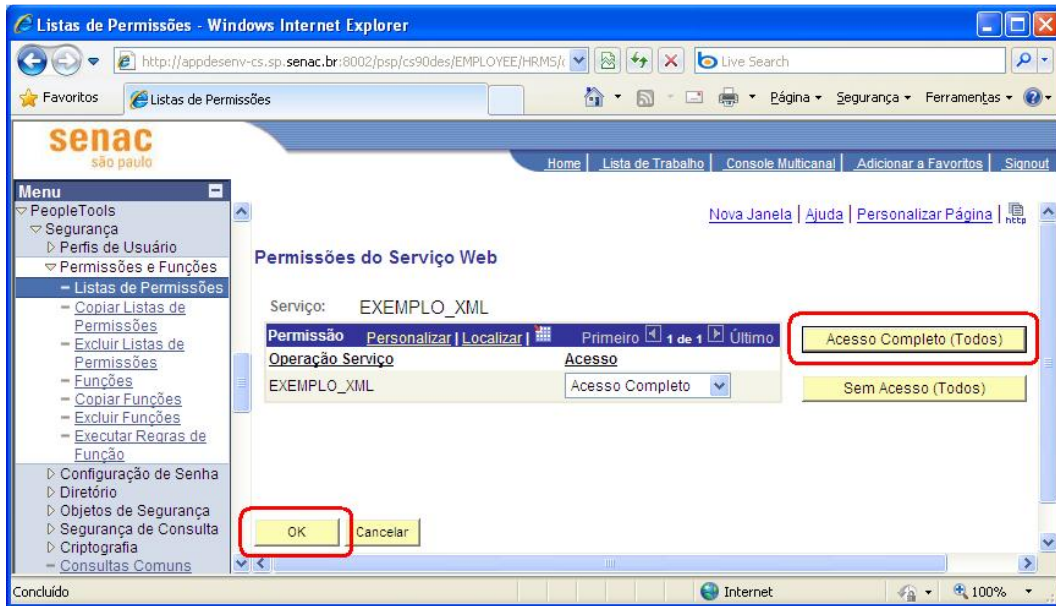 Listas de Permissões - Windows Internet Explorer
http://appdesenv-cs.sp.senac.br:8002/psp/cs90des/EMPLOYEE/HRMS/
Live Search
Favoritos
Listas de Permissões
Página
Segurança
Ferramentas
senac
são paulo
Home | Lista de Trabalho | Console Multicanal | Adicionar a Favoritos | Signout
Menu
PeopleTools
Segurança
Perfis de Usuário
Permissões e Funções
Listas de Permissões
Copiar Listas de
Permissões
Excluir Listas de
Permissões
Funções
Copiar Funções
Excluir Funções
Executar Regras de
Função
Configuração de Senha
Diretório
Objetos de Segurança
Segurança de Consulta
Criptografia
Consultas Comuns
Nova Janela | Ajuda | Personalizar Página | http
Permissões do Serviço Web
Serviço: EXEMPLO_XML
Permissão Personalizar | Localizar | Primeiro 1 de 1 Último
Operação Serviço Acesso
EXEMPLO_XML Acesso Completo
Acesso Completo (Todos)
Sem Acesso (Todos)
OK
Cancelar
Concluído
Internet
100%